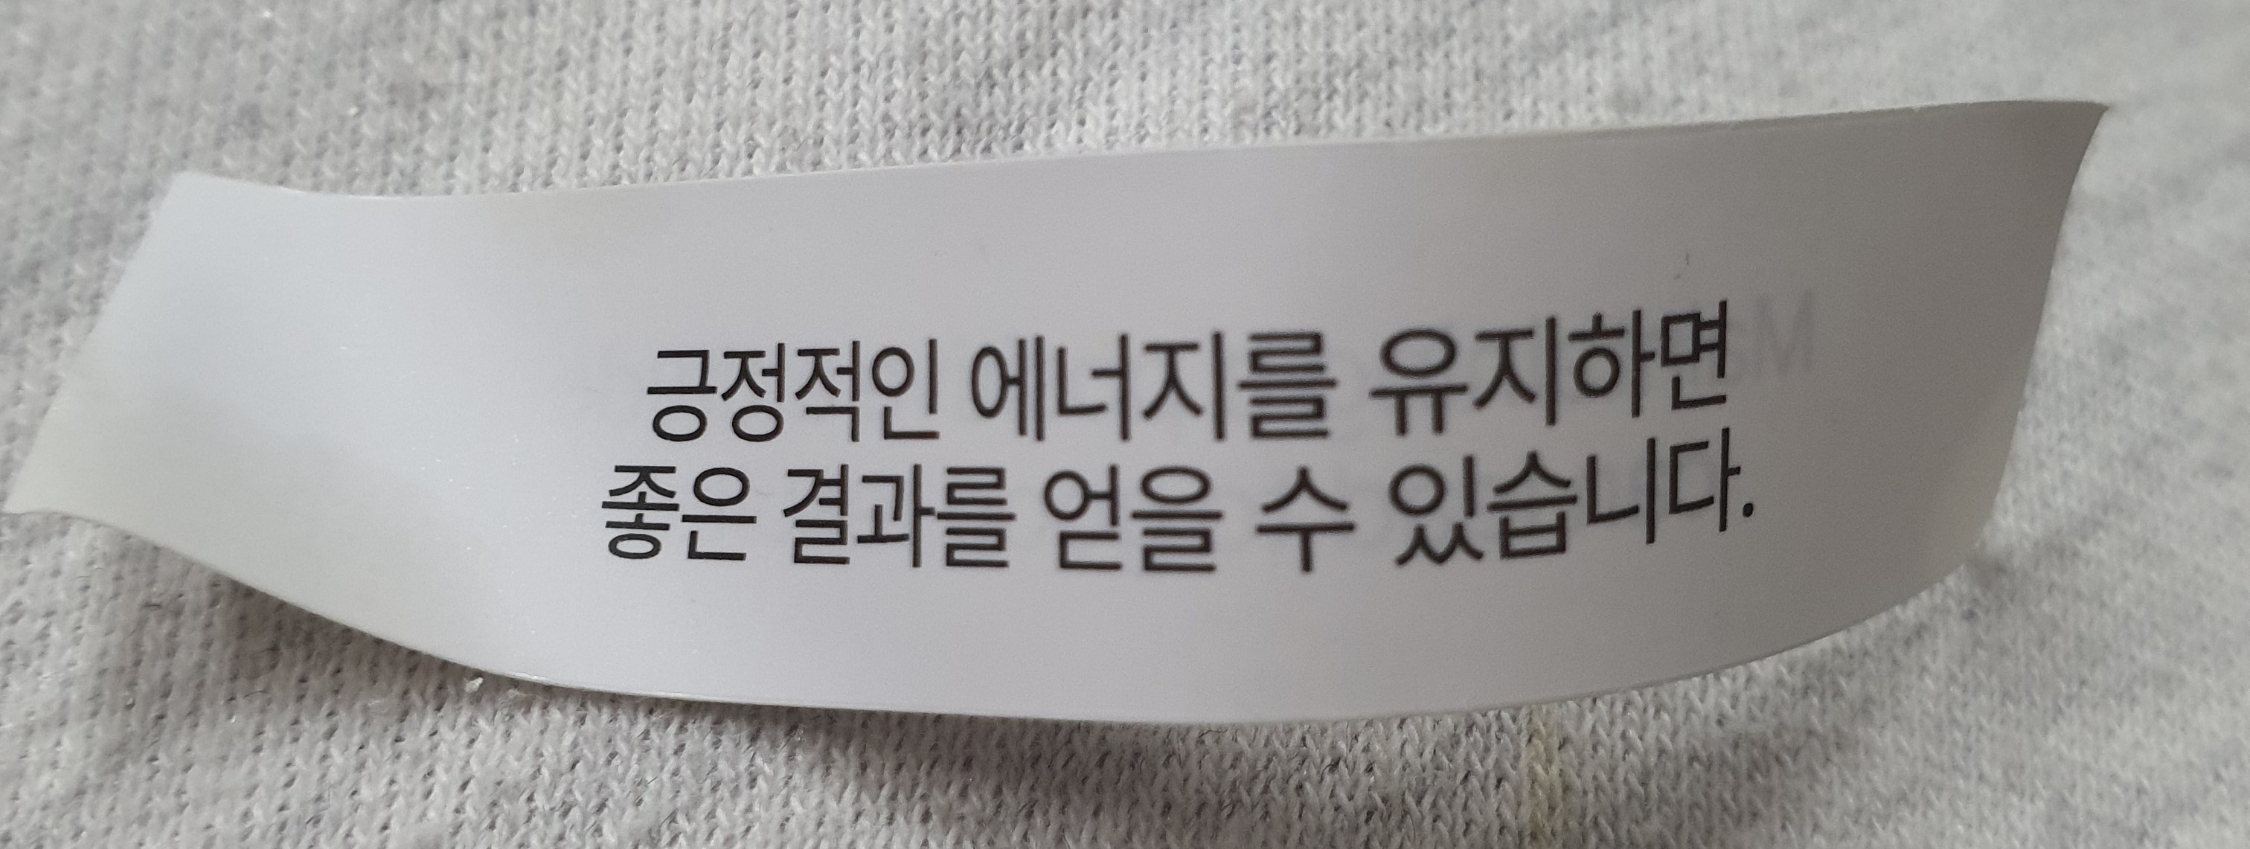 긍정적인 에너지를 유지하면
좋은 결과를 얻을 수 있습니다.